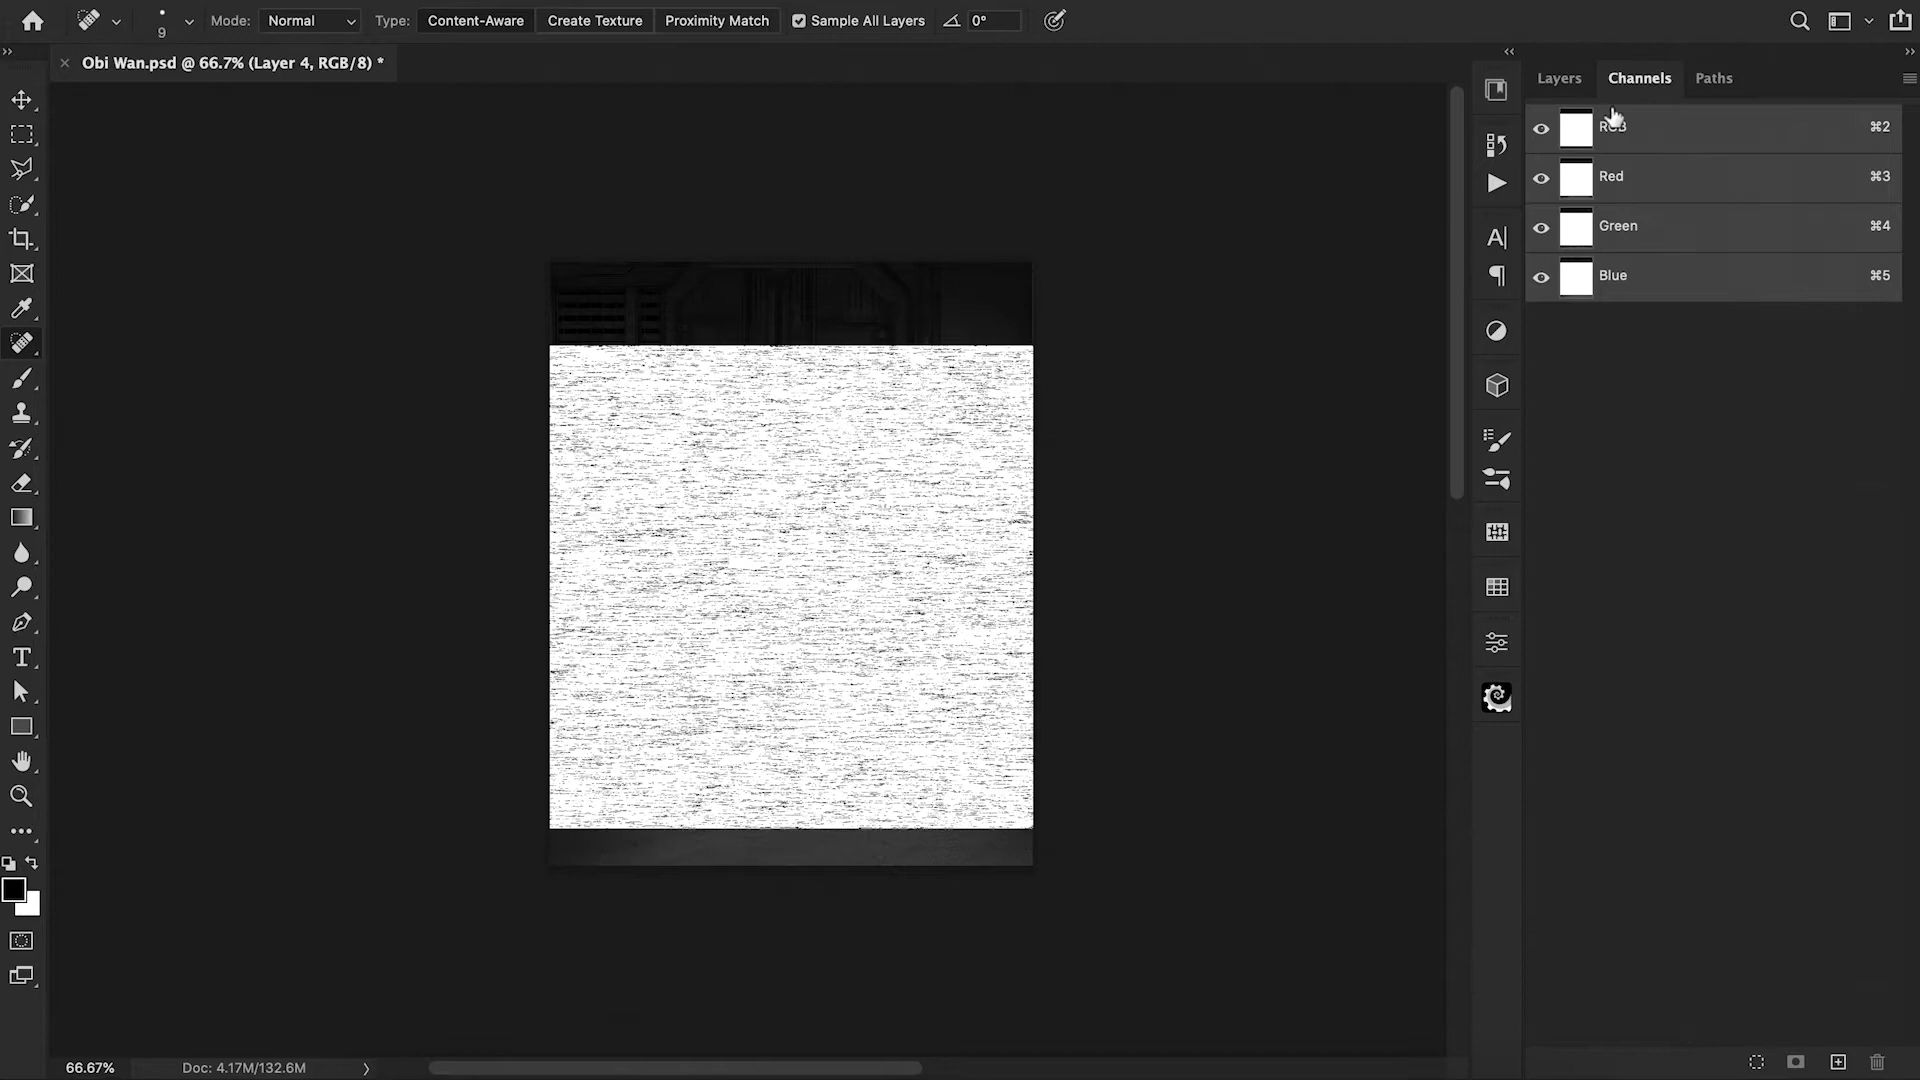 9
Mode:
Normal
Type:
Content-Aware
Create Texture
Proximity Match
Sample All Layers
0°
Obi Wan.psd @ 66.7% (Layer 4, RGB/8) *
Layers
Channels
Paths
RGB
⌘2
Red
⌘3
Green
⌘4
Blue
⌘5
66.67%
Doc: 4.17M/132.6M